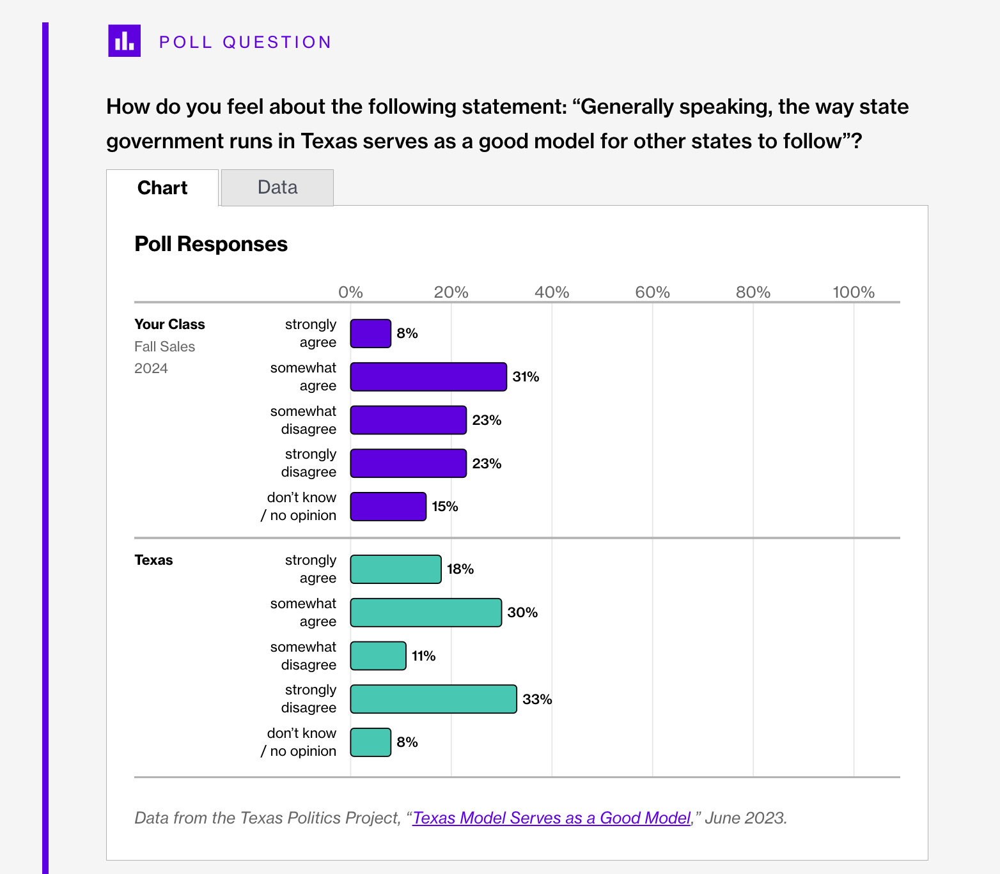 POLL QUESTION
How do you feel about the following statement: “Generally speaking, the way state
government runs in Texas serves as a good model for other states to follow”?
Chart
Data
Poll Responses
0% 20% 40% 60% 80% 100%
Your Class
Fall Sales
2024
strongly
agree
8%
somewhat
agree
31%
somewhat
disagree
23%
strongly
disagree
23%
don’t know
/ no opinion
15%
Texas
strongly
agree
18%
somewhat
agree
30%
somewhat
disagree
11%
strongly
disagree
33%
don’t know
/ no opinion
8%
Data from the Texas Politics Project, “Texas Model Serves as a Good Model,” June 2023.